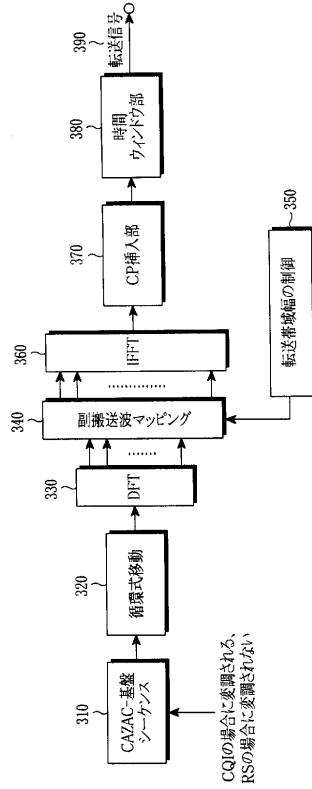 310
CAZAC-基盤
シーケンス
CQIの場合に変調される、
RSの場合に変調されない
320
循環式移動
330
DFT
340
副搬送波マッピング
350
転送帯域幅の制御
360
IFFT
370
CP挿入部
380
時間
ウィンドウ部
390
転送信号